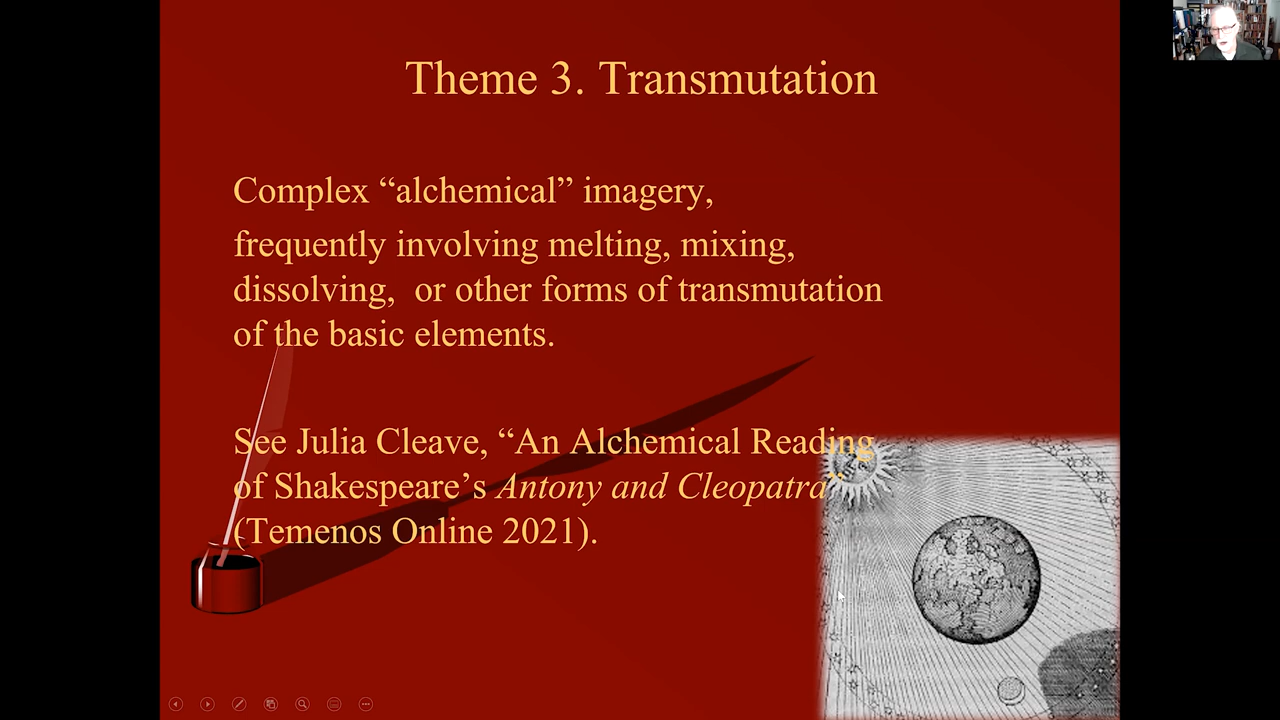 Theme 3. Transmutation
Complex “alchemical” imagery,
frequently involving melting, mixing,
dissolving,  or other forms of transmutation
of the basic elements.
See Julia Cleave, “An Alchemical Reading
of Shakespeare’s Antony and Cleopatra”
(Temenos Online 2021).